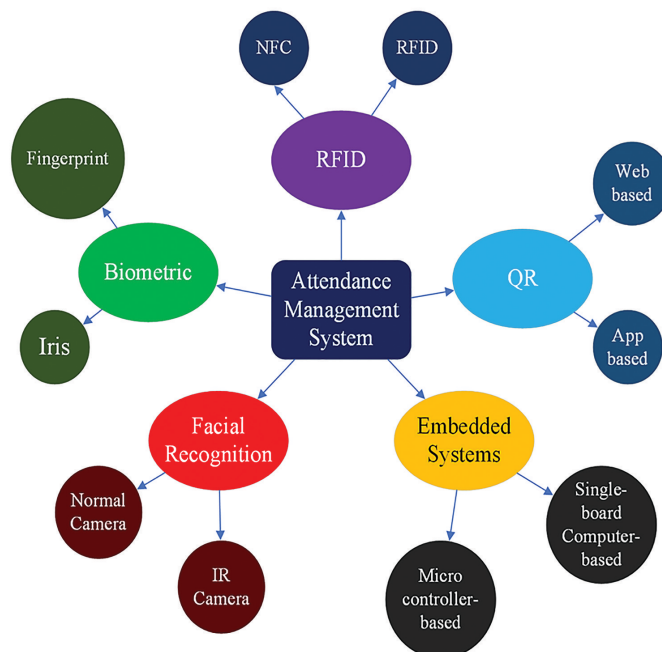 NFC
RFID
RFID
Fingerprint
Biometric
Iris
Attendance
Management
System
Web
based
QR
App
based
Facial
Recognition
Normal
Camera
IR
Camera
Embedded
Systems
Single-
board
Computer-
based
Micro
controller-
based